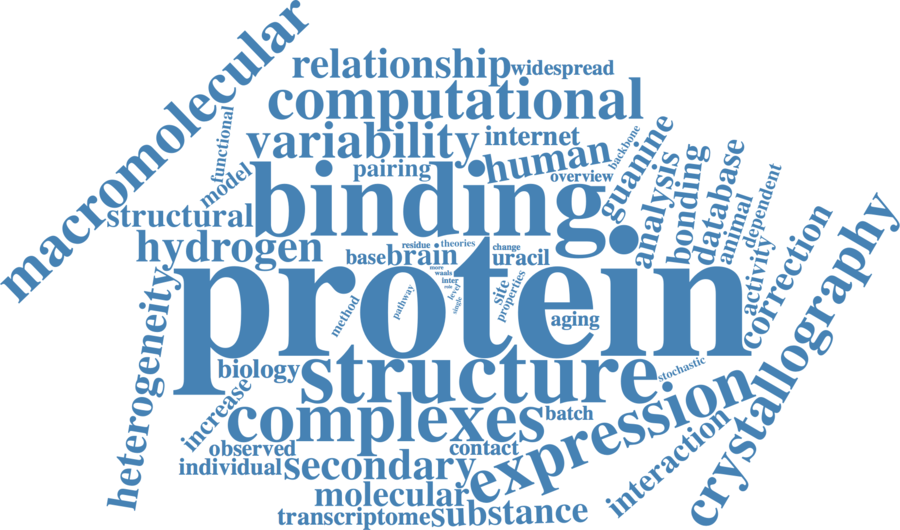 macromolecular
relationship
widespread
computational
functional
variability
internet
backbone
pairing
human
overview
guanine
model
binding
analysis
bonding
database
animal
dependent
structural
hydrogen
base
brain
residue
theories
change
uracil
more
waals
inter
role
level
single
site
properties
pathway
method
protein
activity
correction
crystallography
heterogeneity
aging
biology
structure
stochastic
increase
complexes
batch
expression
observed
contact
individual
secondary
interaction
molecular
transcriptome
substance